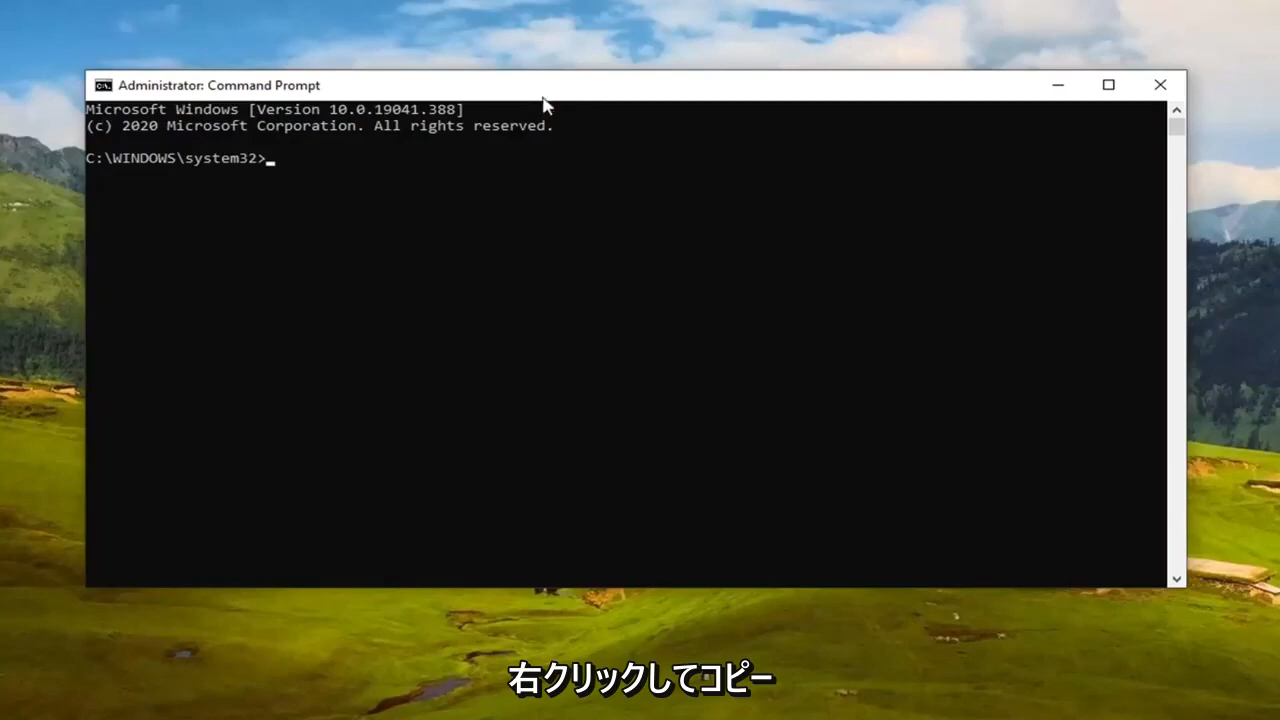 Administrator: Command Prompt
Microsoft Windows [Version 10.0.19041.388]
(c) 2020 Microsoft Corporation. All rights reserved.
C:\WINDOWS\system32>
右クリックしてコピー